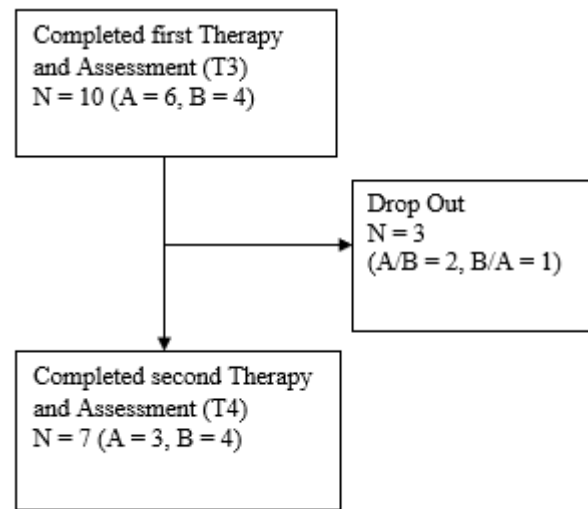 Completed first Therapy
and Assessment (T3)
N = 10 (A = 6, B = 4)
Drop Out
N = 3
(A/B = 2, B/A = 1)
Completed second Therapy
and Assessment (T4)
N = 7 (A = 3, B = 4)